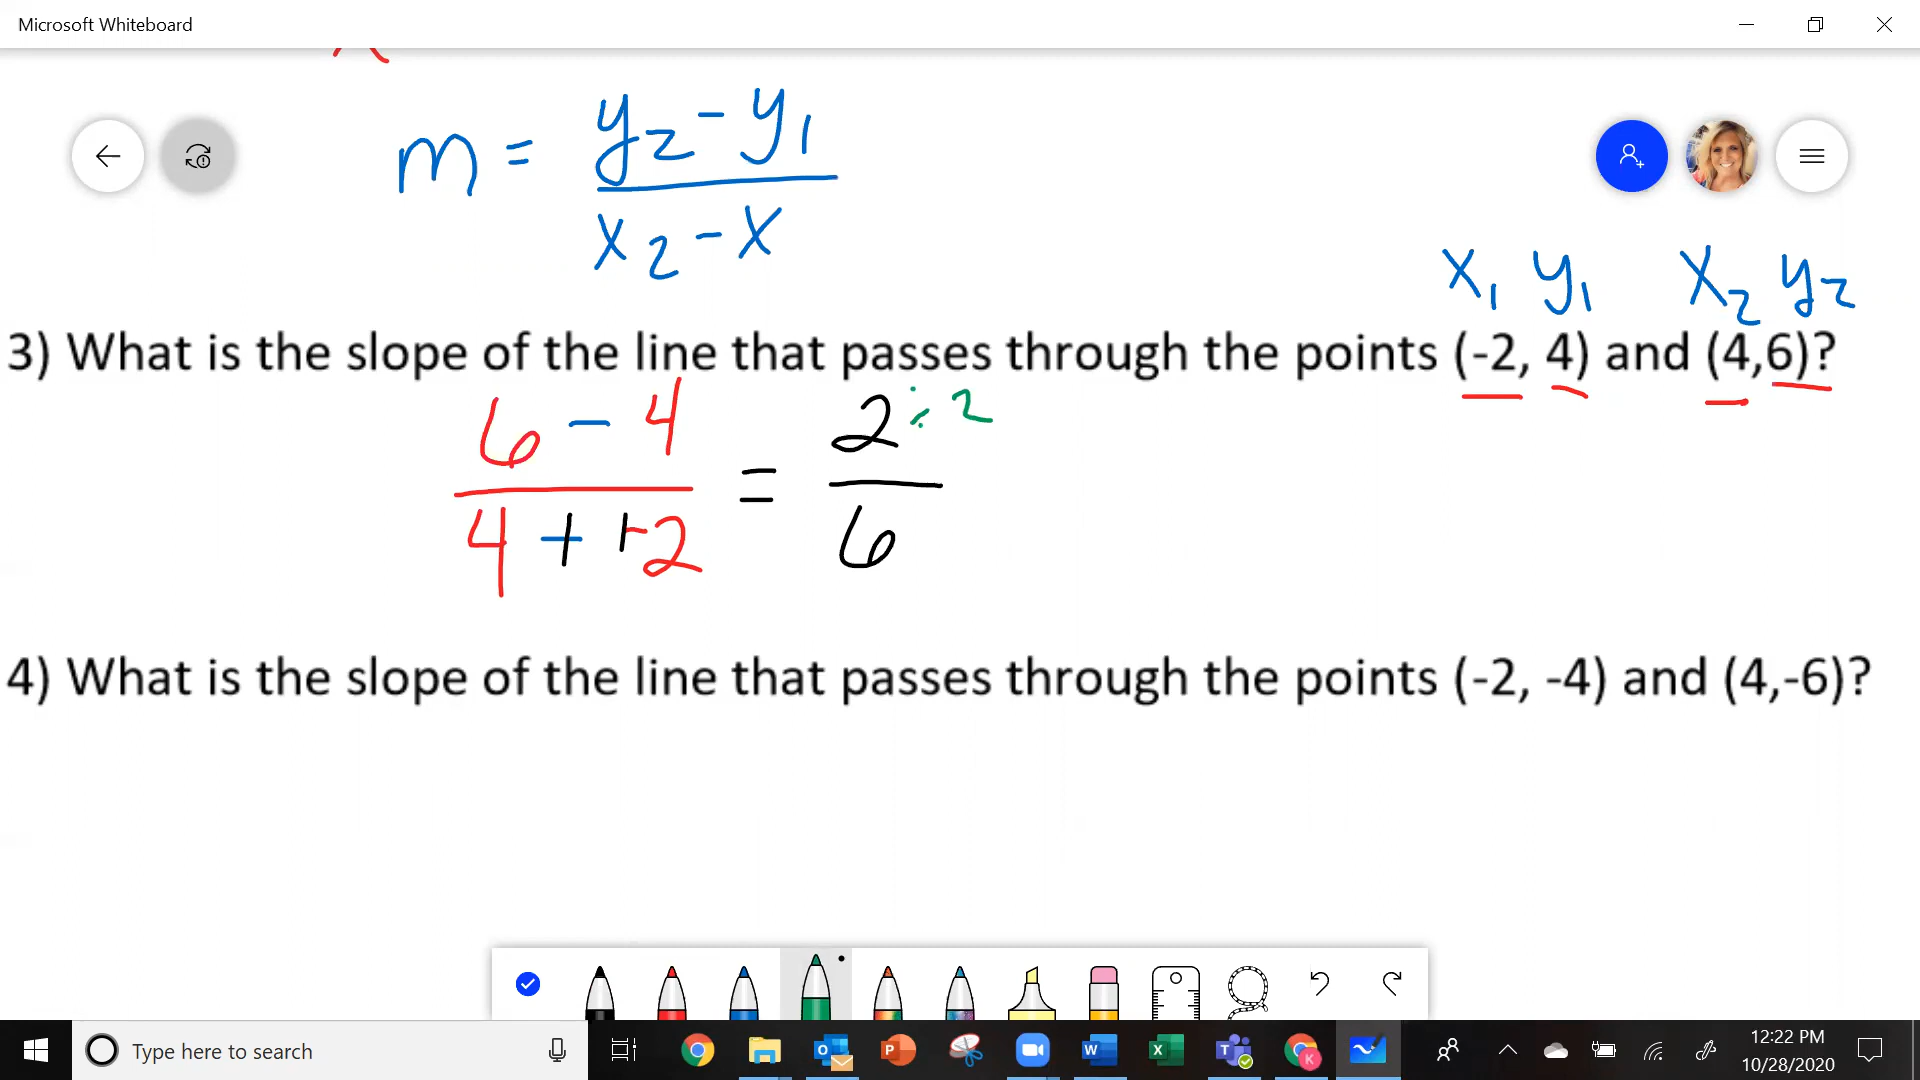 Microsoft Whiteboard
m = y₂ - y₁
x₂ - x
x₁ y₁ x₂ y₂
3) What is the slope of the line that passes through the points (-2, 4) and (4,6)?
6 - 4
2 ÷ 2
=
4 + +2
6
4) What is the slope of the line that passes through the points (-2, -4) and (4,-6)?
Type here to search
12:22 PM
10/28/2020